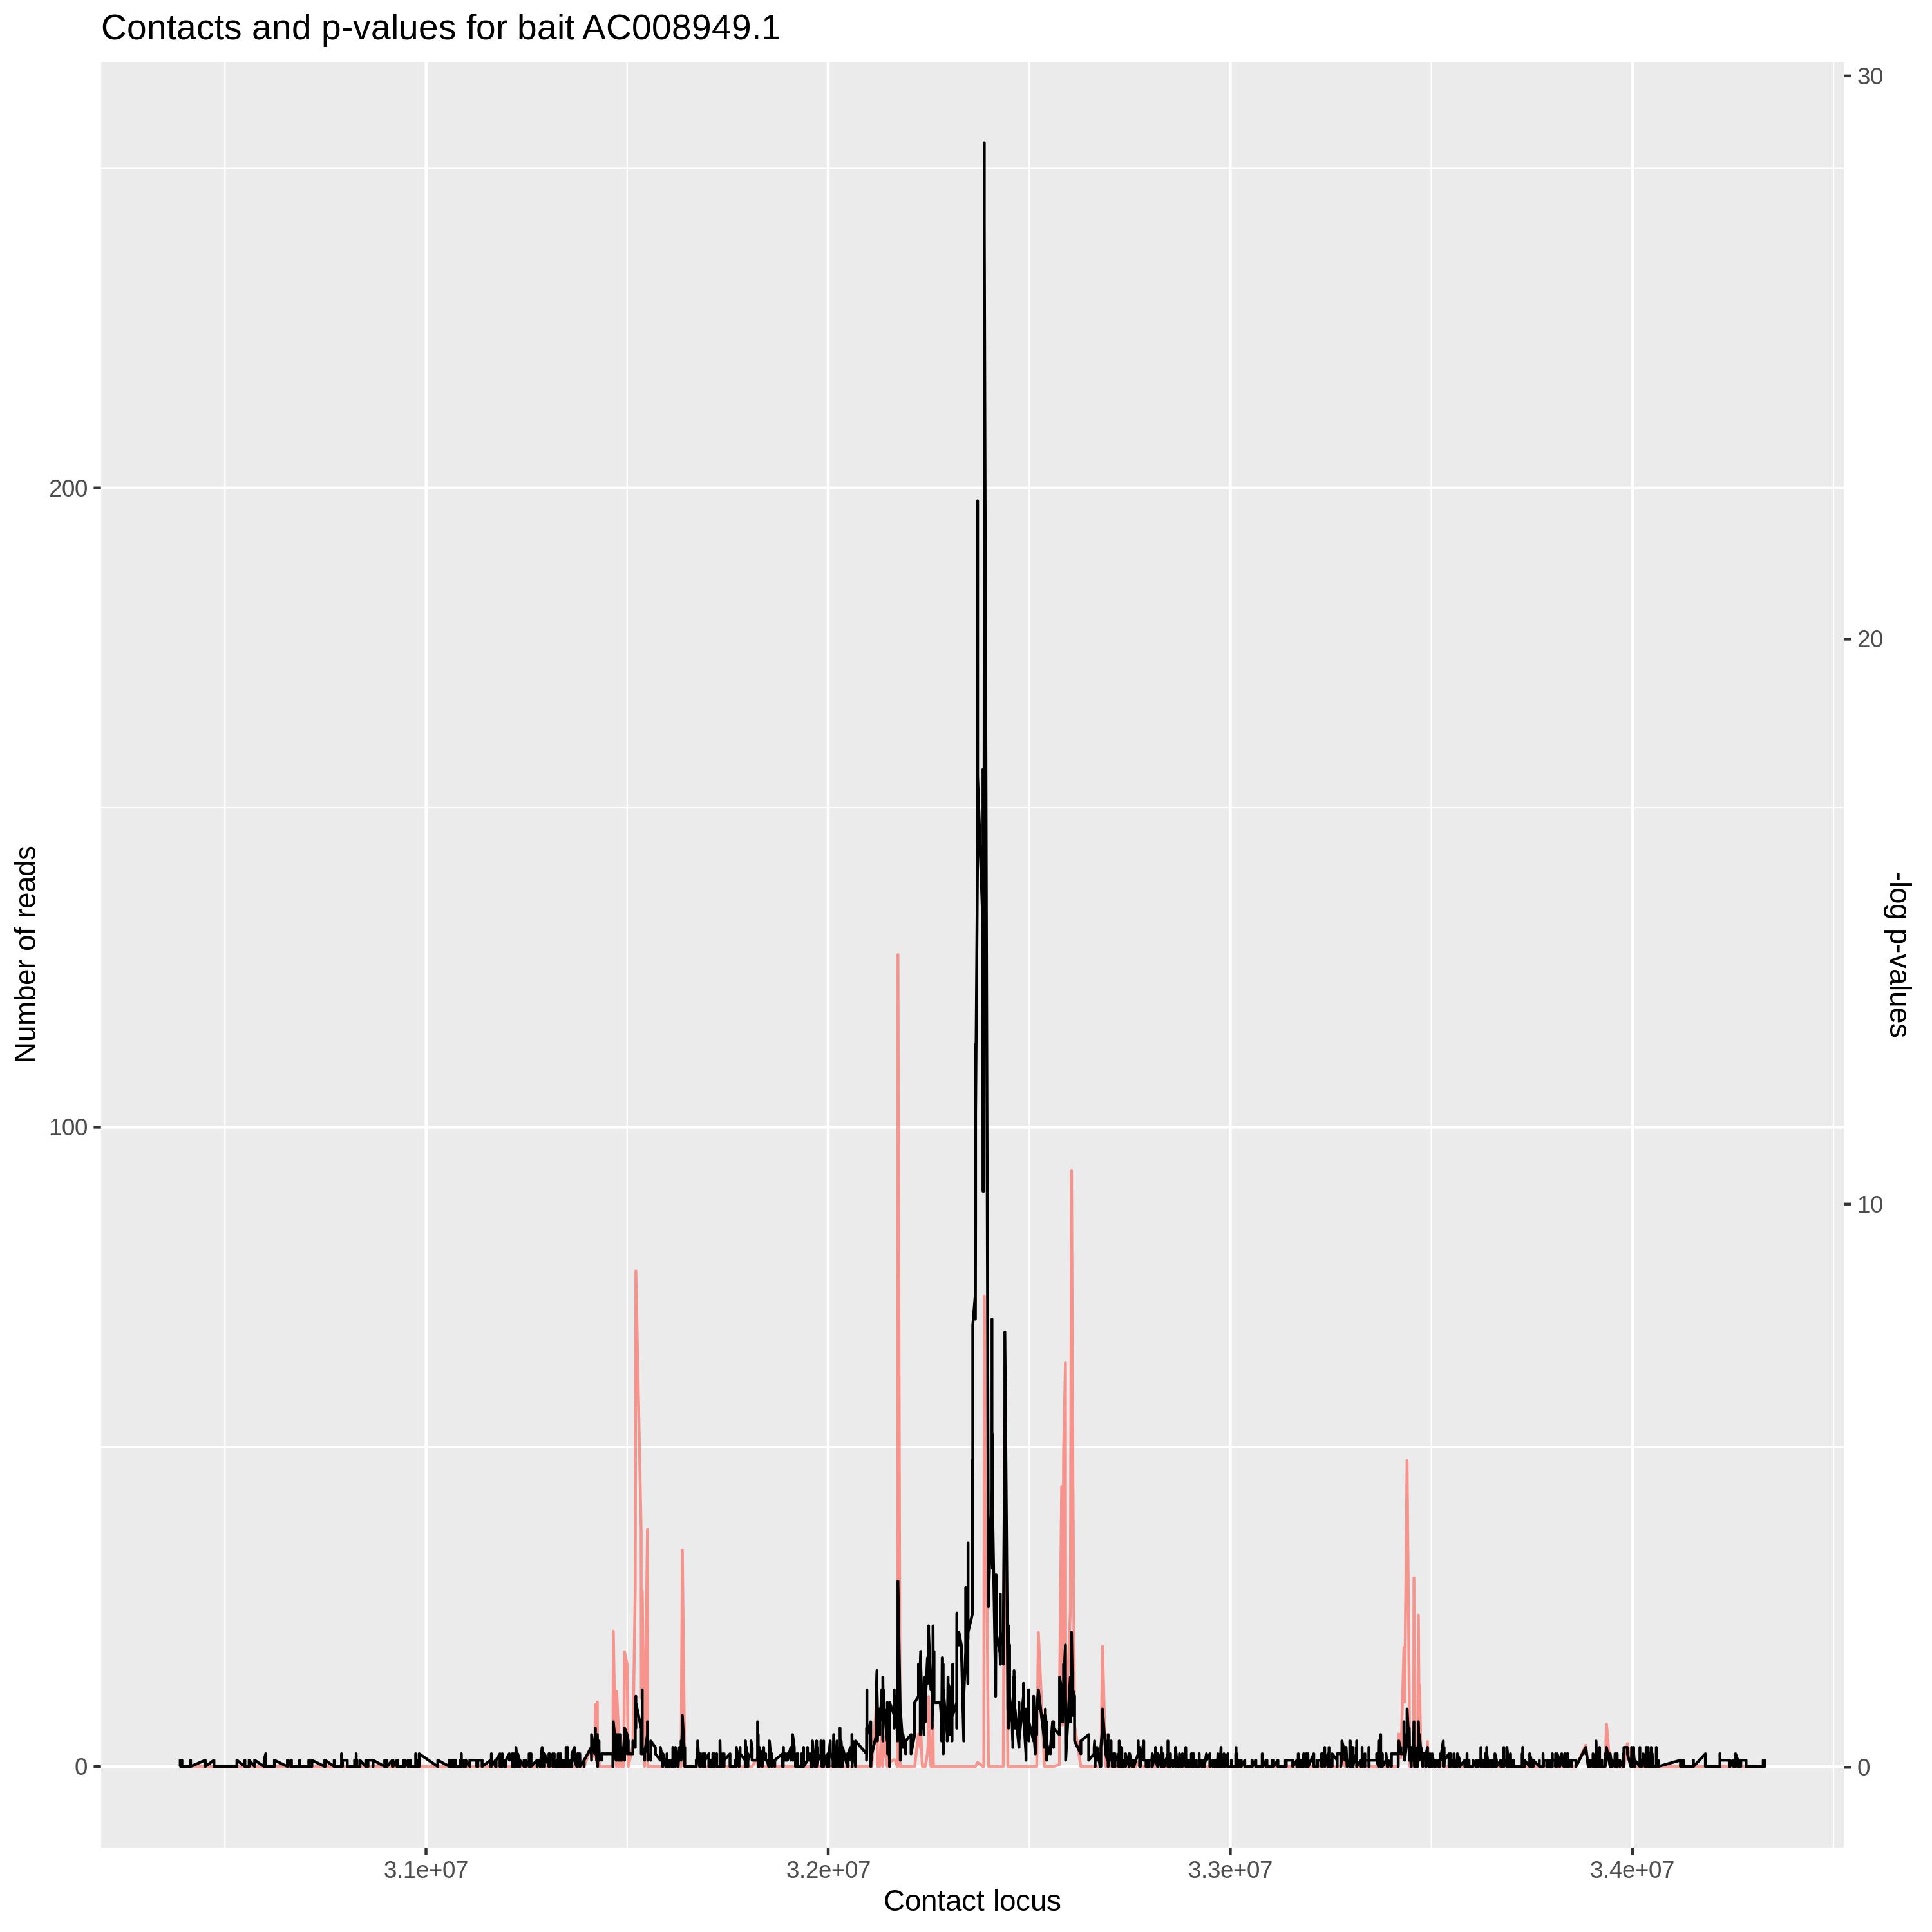 Contacts and p-values for bait AC008949.1
30
200
20
Number of reads
-log p-values
100
10
0
0
3.1e+07
3.2e+07
3.3e+07
3.4e+07
Contact locus